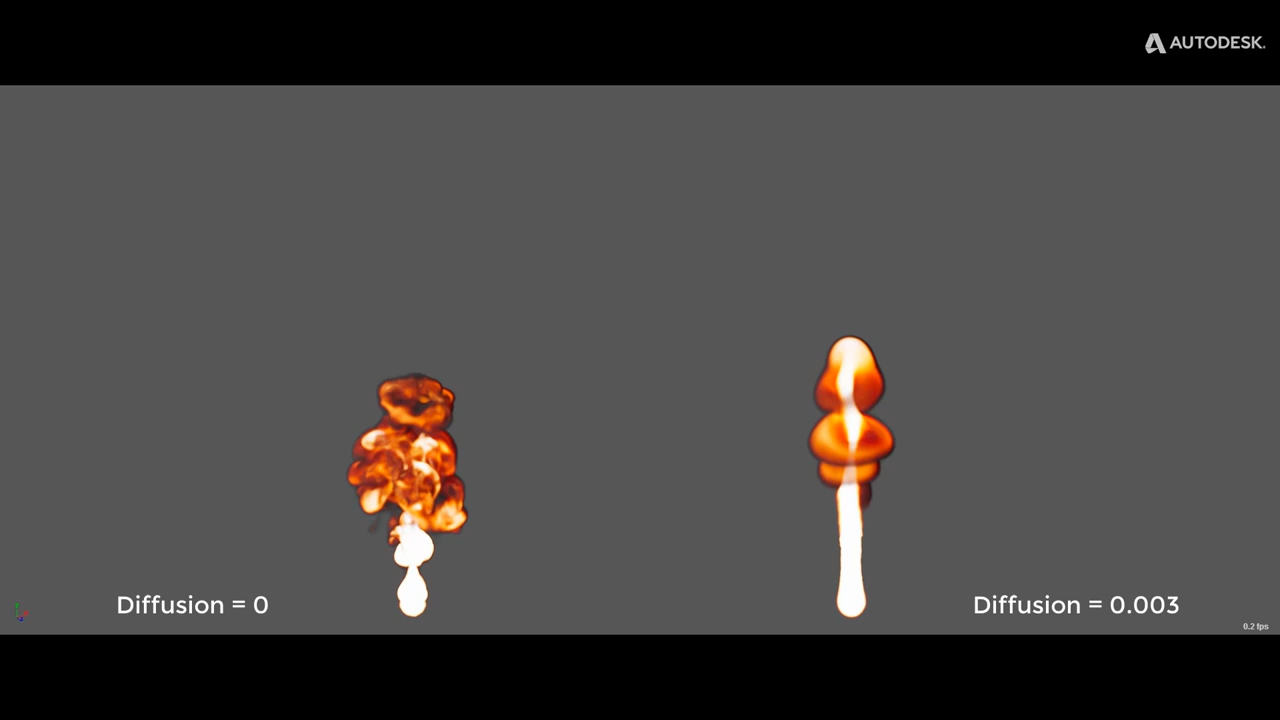 AUTODESK.
Diffusion = 0
Diffusion = 0.003
0.2 fps